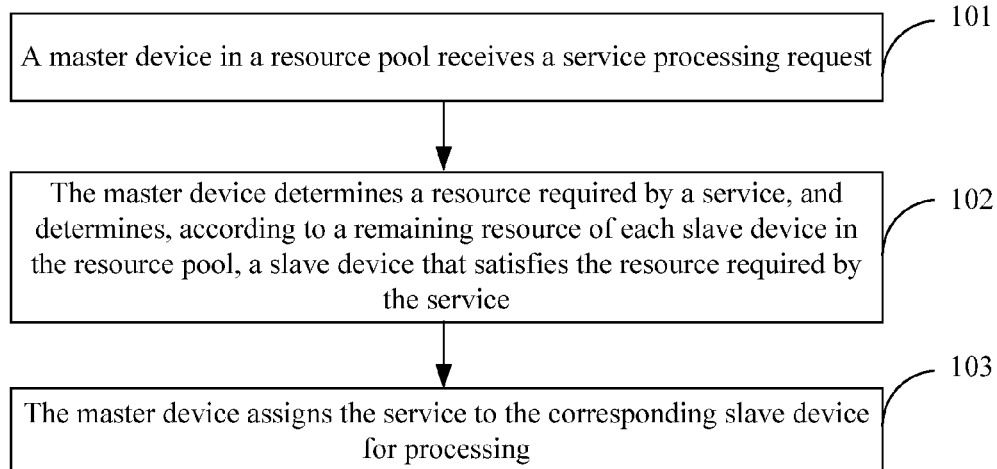 101
A master device in a resource pool receives a service processing request
The master device determines a resource required by a service, and
determines, according to a remaining resource of each slave device in
the resource pool, a slave device that satisfies the resource required by
the service
102
103
The master device assigns the service to the corresponding slave device
for processing